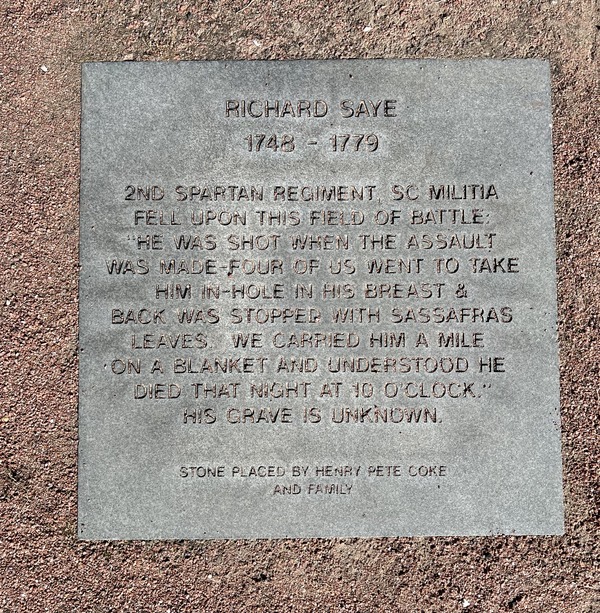 RICHARD SAYE
1748 - 1779
2ND SPARTAN REGIMENT, SC MILITIA
FELL UPON THIS FIELD OF BATTLE:
"HE WAS SHOT WHEN THE ASSAULT
WAS MADE-FOUR OF US WENT TO TAKE
HIM IN-HOLE IN HIS BREAST &
BACK WAS STOPPED WITH SASSAFRAS
LEAVES. WE CARRIED HIM A MILE
ON A BLANKET AND UNDERSTOOD HE
DIED THAT NIGHT AT 10 O'CLOCK."
HIS GRAVE IS UNKNOWN.
STONE PLACED BY HENRY PETE COKE
AND FAMILY